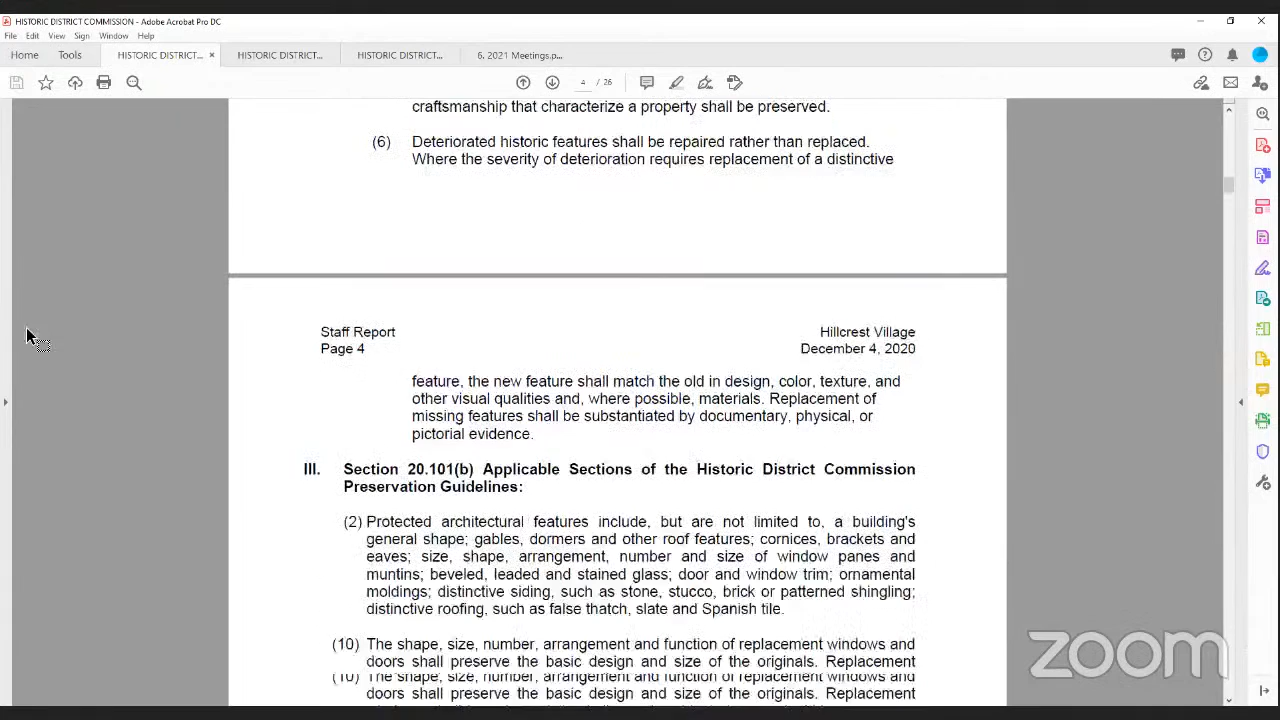 HISTORIC DISTRICT COMMISSION - Adobe Acrobat Pro DC
File Edit View Sign Window Help
Home Tools HISTORIC DISTRICT... × HISTORIC DISTRICT... HISTORIC DISTRICT... 6. 2021 Meetings.p...
4 / 26
craftsmanship that characterize a property shall be preserved.
(6) Deteriorated historic features shall be repaired rather than replaced.
Where the severity of deterioration requires replacement of a distinctive
Staff Report Hillcrest Village
Page 4 December 4, 2020
feature, the new feature shall match the old in design, color, texture, and
other visual qualities and, where possible, materials. Replacement of
missing features shall be substantiated by documentary, physical, or
pictorial evidence.
III. Section 20.101(b) Applicable Sections of the Historic District Commission
Preservation Guidelines:
(2) Protected architectural features include, but are not limited to, a building's
general shape; gables, dormers and other roof features; cornices, brackets and
eaves; size, shape, arrangement, number and size of window panes and
muntins; beveled, leaded and stained glass; door and window trim; ornamental
moldings; distinctive siding, such as stone, stucco, brick or patterned shingling;
distinctive roofing, such as false thatch, slate and Spanish tile.
(10) The shape, size, number, arrangement and function of replacement windows and
doors shall preserve the basic design and size of the originals. Replacement
(10) The shape, size, number, arrangement and function of replacement windows and
doors shall preserve the basic design and size of the originals. Replacement
zoom